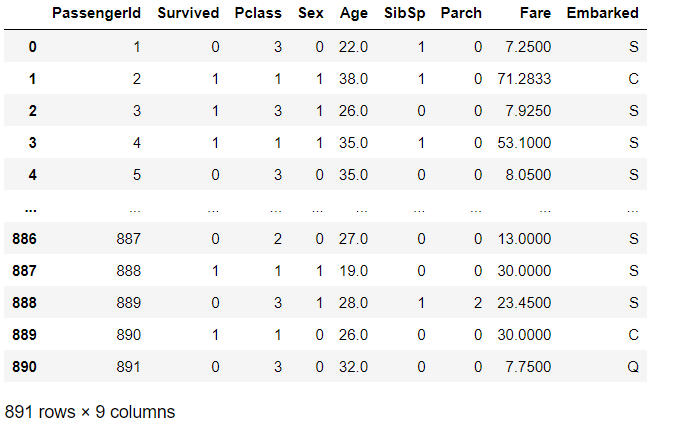 PassengerId Survived Pclass Sex Age SibSp Parch Fare Embarked
0 1 0 3 0 22.0 1 0 7.2500 S
1 2 1 1 1 38.0 1 0 71.2833 C
2 3 1 3 1 26.0 0 0 7.9250 S
3 4 1 1 1 35.0 1 0 53.1000 S
4 5 0 3 0 35.0 0 0 8.0500 S
... ... ... ... ... ... ... ... ... ...
886 887 0 2 0 27.0 0 0 13.0000 S
887 888 1 1 1 19.0 0 0 30.0000 S
888 889 0 3 1 28.0 1 2 23.4500 S
889 890 1 1 0 26.0 0 0 30.0000 C
890 891 0 3 0 32.0 0 0 7.7500 Q
891 rows × 9 columns